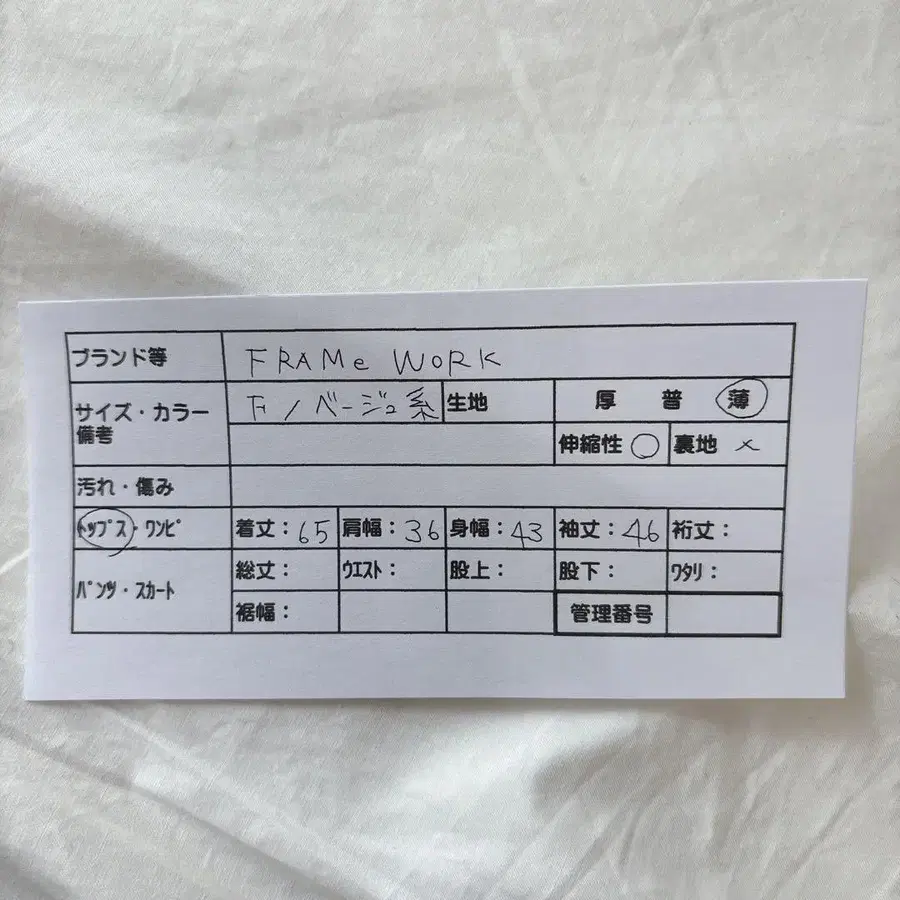 ブランド等 FRAMe WORK
サイズ・カラー 備考 F / ベージュ系 生地 厚 普 薄
伸縮性 ○ 裏地 ×
汚れ・傷み
トップス・ワンピ 着丈：65 肩幅：36 身幅：43 袖丈：46 裄丈：
パンツ・スカート 総丈： ウエスト： 股上： 股下： ワタリ：
裾幅： 管理番号